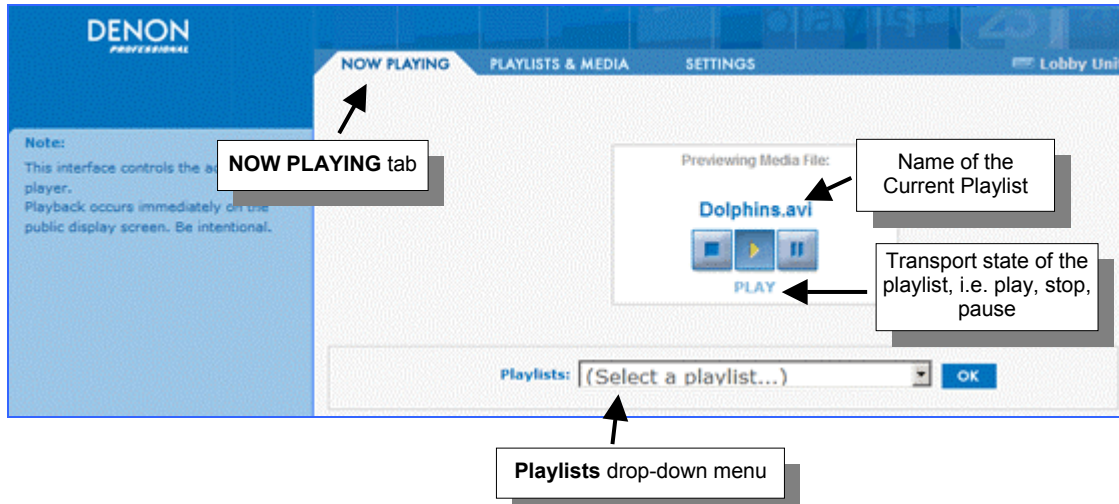 DENON
PROFESSIONAL
NOW PLAYING
PLAYLISTS & MEDIA
SETTINGS
Lobby Uni
Note:
This interface controls the
player.
Playback occurs immediately on the
public display screen. Be intentional.
NOW PLAYING tab
Previewing Media File:
Dolphins.avi
PLAY
Name of the
Current Playlist
Transport state of the
playlist, i.e. play, stop,
pause
Playlists: (Select a playlist...) OK
Playlists drop-down menu